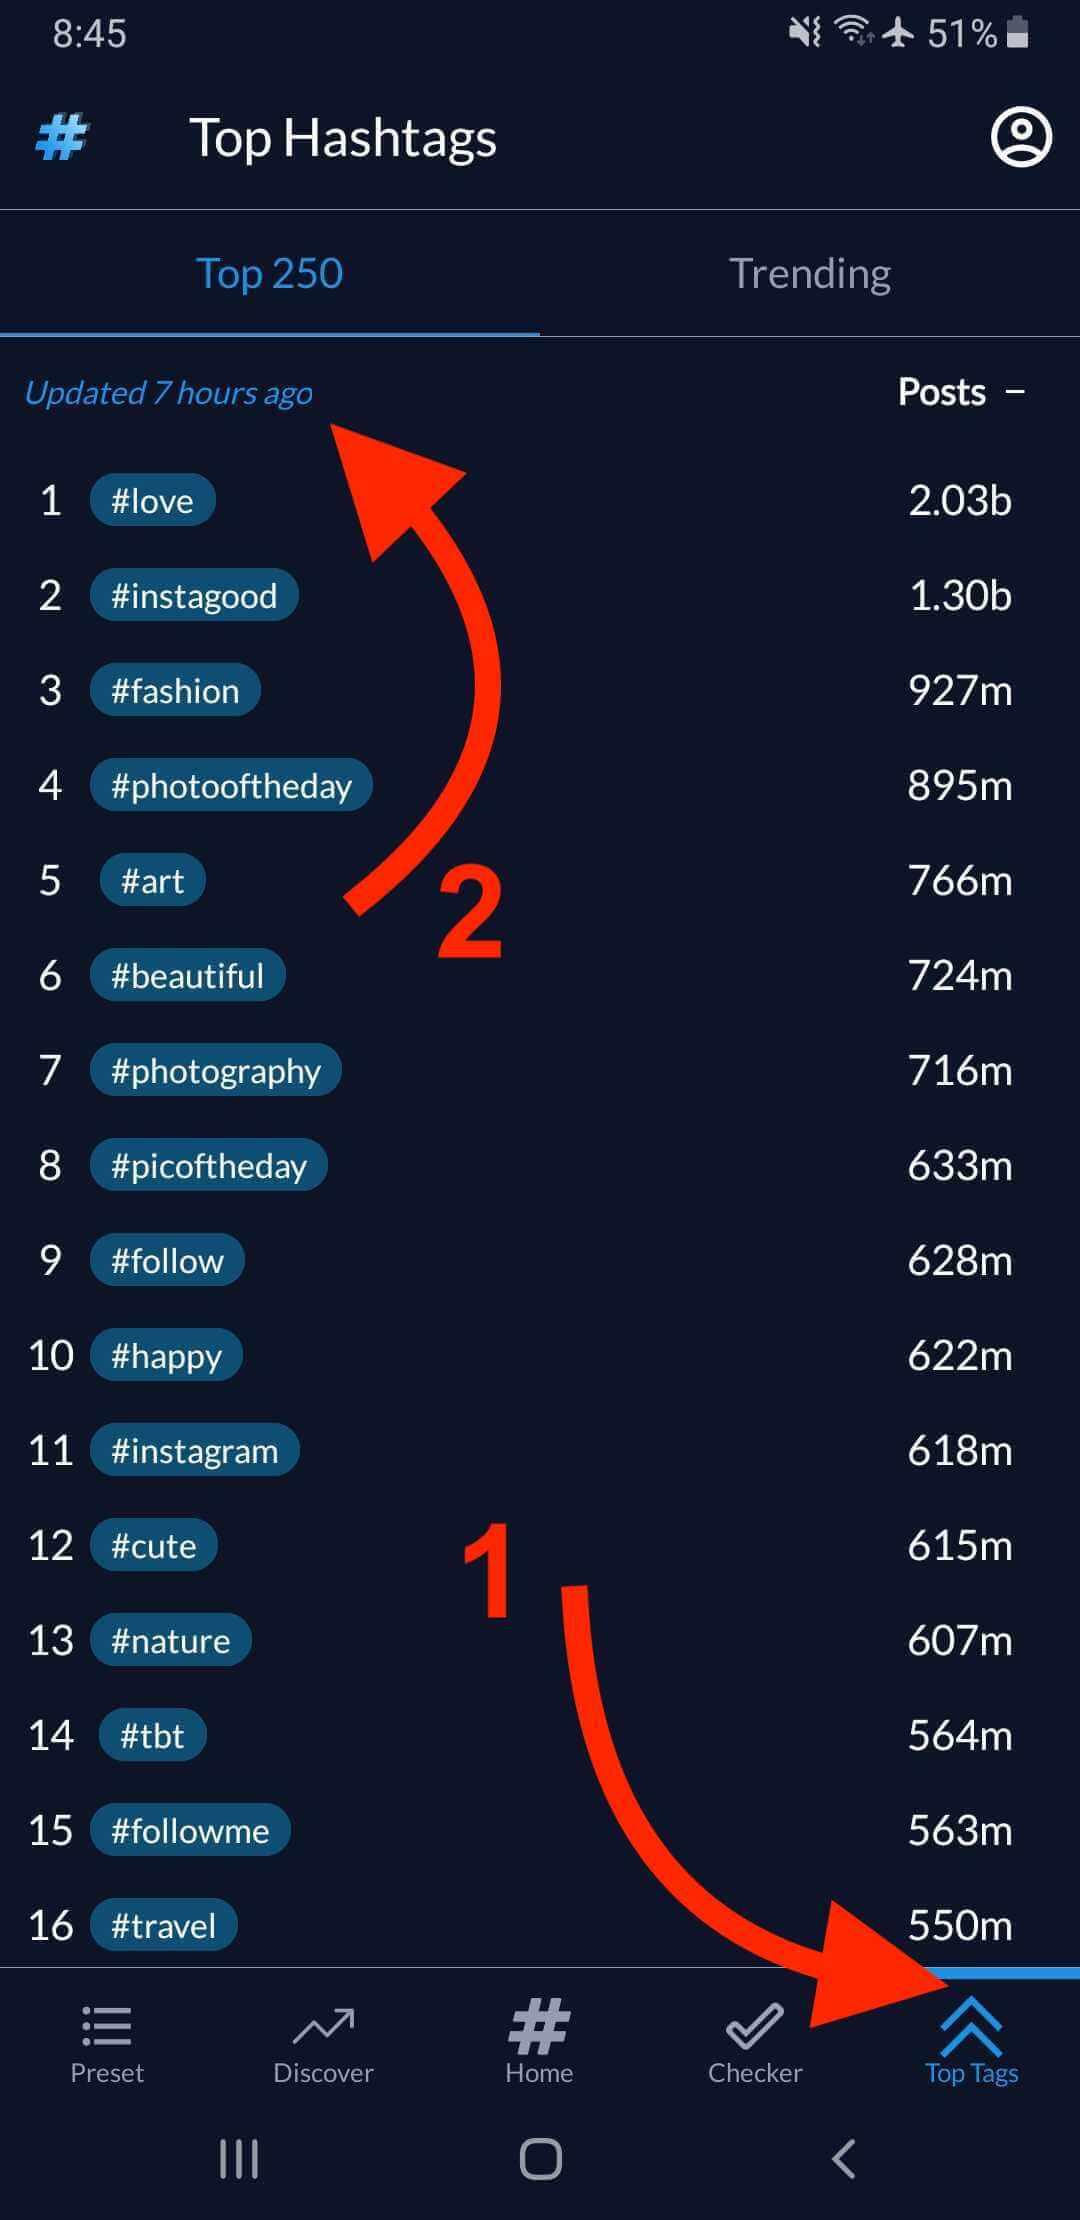 8:45 51%
# Top Hashtags
Top 250 Trending
Updated 7 hours ago Posts –
1 #love 2.03b
2 #instagood 1.30b
3 #fashion 927m
4 #photooftheday 895m
5 #art 766m
2
6 #beautiful 724m
7 #photography 716m
8 #picoftheday 633m
9 #follow 628m
10 #happy 622m
11 #instagram 618m
12 #cute 615m
1
13 #nature 607m
14 #tbt 564m
15 #followme 563m
16 #travel 550m
#
Preset Discover Home Checker Top Tags